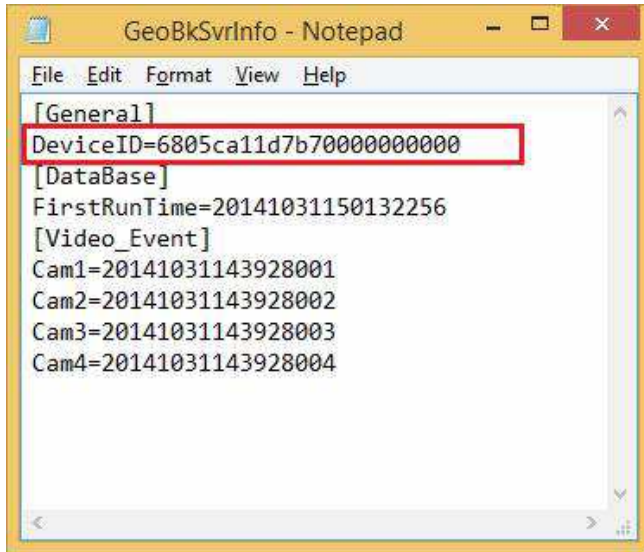 GeoBkSvrInfo - Notepad
File Edit Format View Help
[General]
DeviceID=6805ca11d7b70000000000
[DataBase]
FirstRunTime=20141031150132256
[Video_Event]
Cam1=20141031143928001
Cam2=20141031143928002
Cam3=20141031143928003
Cam4=20141031143928004